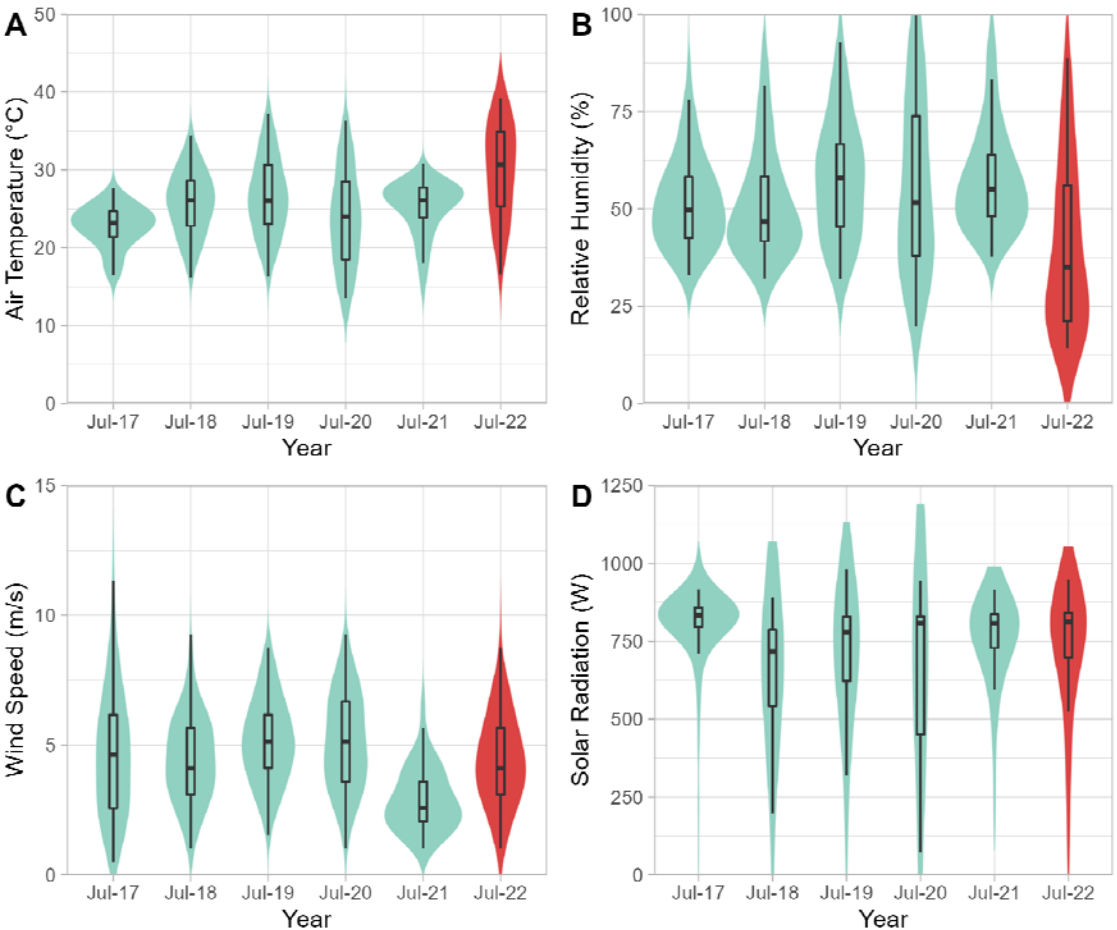 A
Air Temperature (°C)
50
40
30
20
10
0
Jul-17 Jul-18 Jul-19 Jul-20 Jul-21 Jul-22
Year
B
Relative Humidity (%)
100
75
50
25
0
Jul-17 Jul-18 Jul-19 Jul-20 Jul-21 Jul-22
Year
C
Wind Speed (m/s)
15
10
5
0
Jul-17 Jul-18 Jul-19 Jul-20 Jul-21 Jul-22
Year
D
Solar Radiation (W)
1250
1000
750
500
250
0
Jul-17 Jul-18 Jul-19 Jul-20 Jul-21 Jul-22
Year